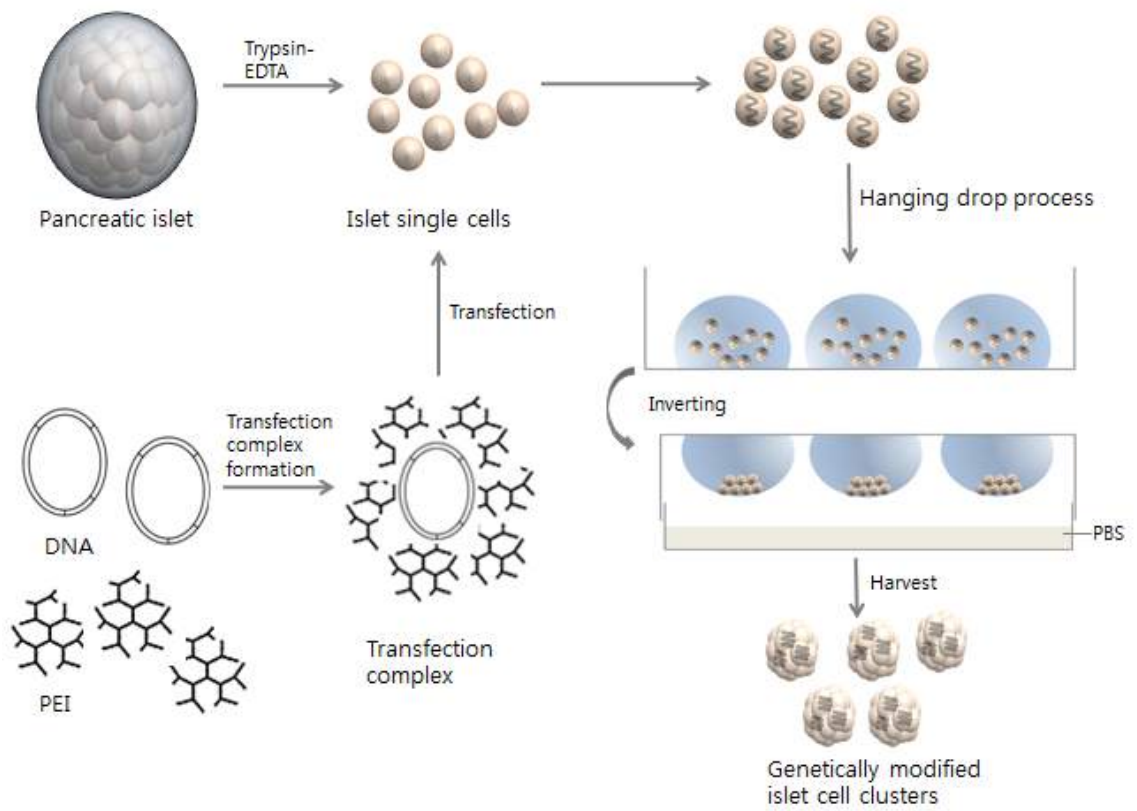 Trypsin-
EDTA
Pancreatic islet
Islet single cells
Hanging drop process
Transfection
Inverting
Transfection
complex
formation
DNA
PBS
Harvest
Transfection
complex
PEI
Genetically modified
islet cell clusters